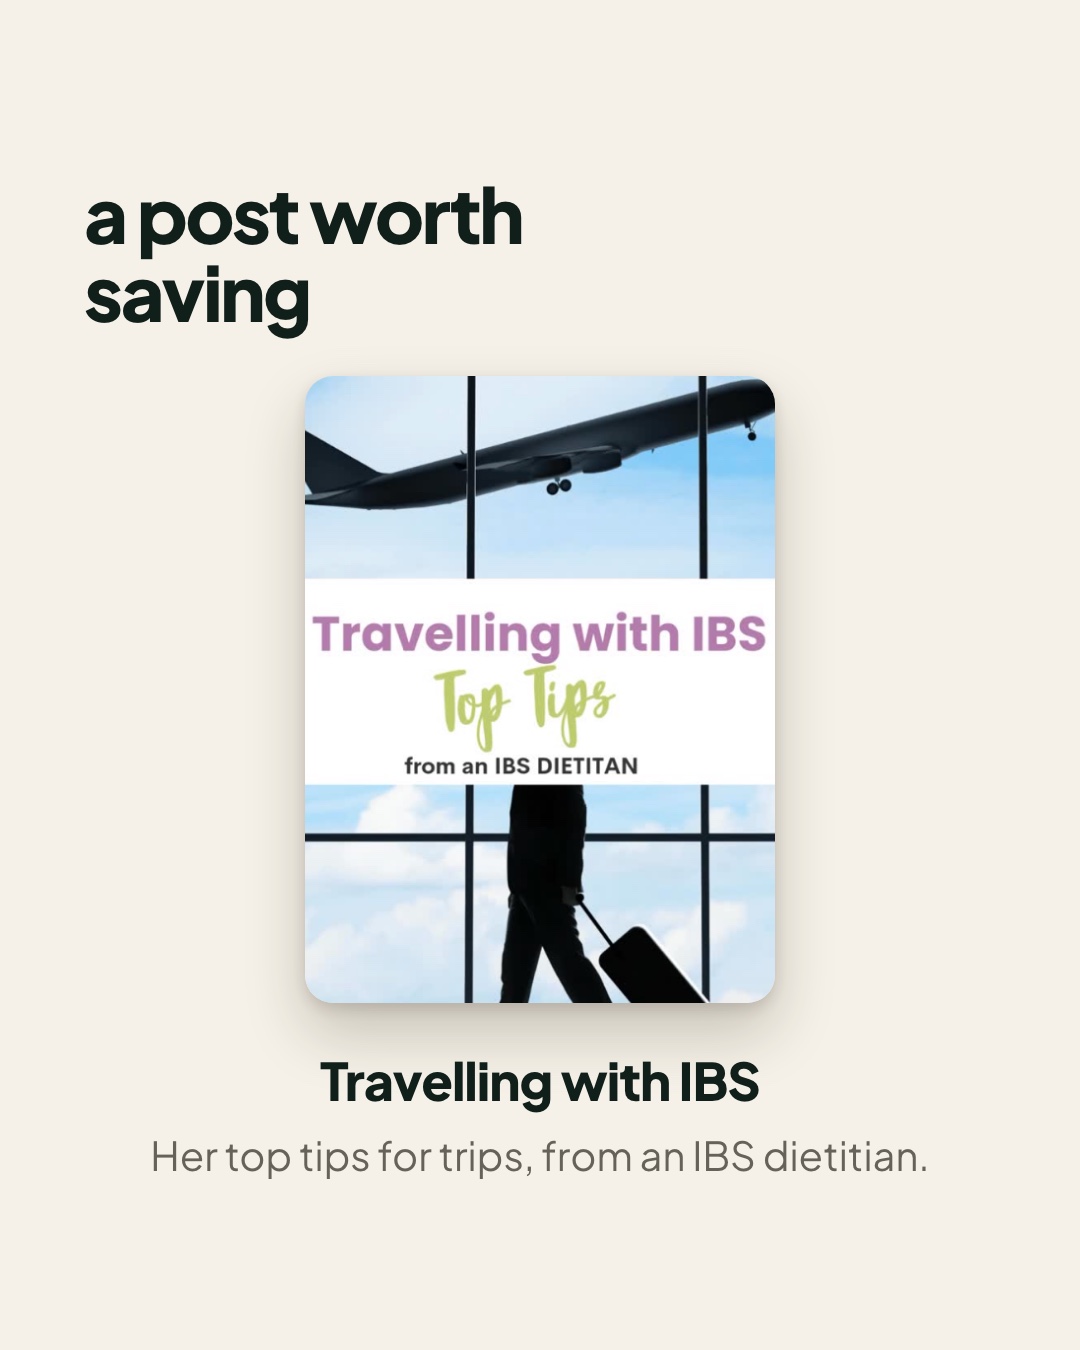 a post worth
saving
Travelling with IBS
Top Tips
from an IBS DIETITAN
Travelling with IBS
Her top tips for trips, from an IBS dietitian.